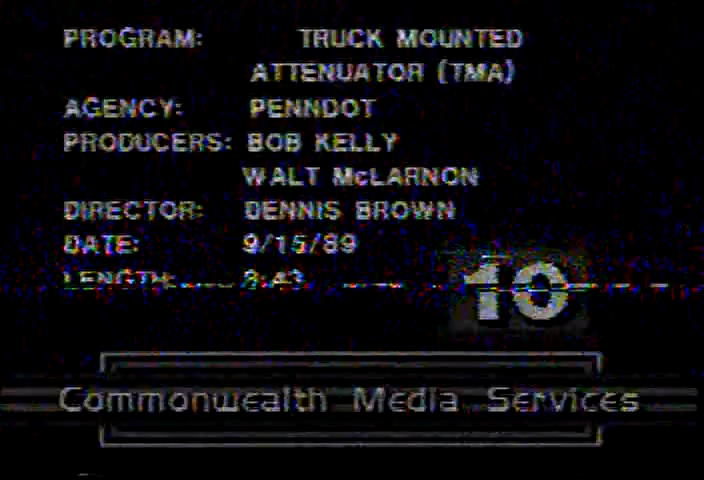 PROGRAM: TRUCK MOUNTED
ATTENUATOR (TMA)
AGENCY: PENNDOT
PRODUCERS: BOB KELLY
WALT McLARNON
DIRECTOR: DENNIS BROWN
DATE: 9/15/89
LENGTH:
10
Commonwealth Media Services